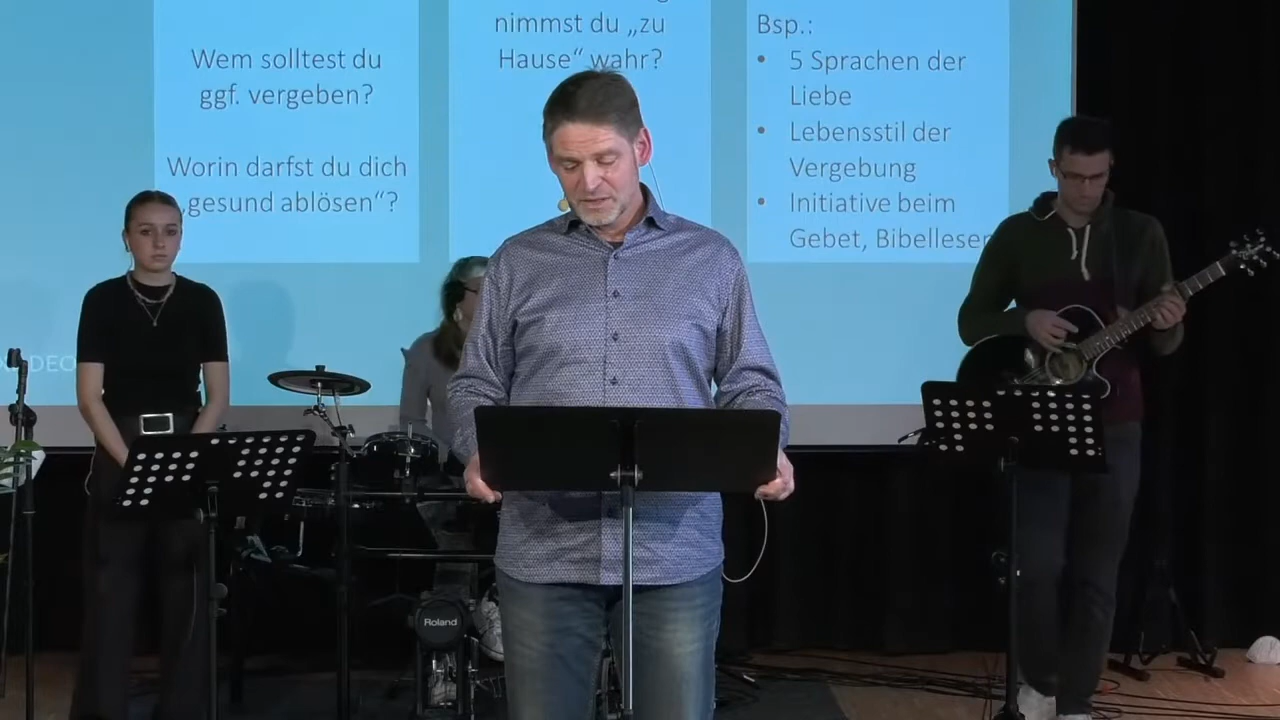 Wem solltest du
ggf. vergeben?
Worin darfst du dich
„gesund ablösen“?
nimmst du „zu
Hause“ wahr?
Bsp.:
• 5 Sprachen der
Liebe
• Lebensstil der
Vergebung
• Initiative beim
Gebet, Bibellesen
DEO
Roland